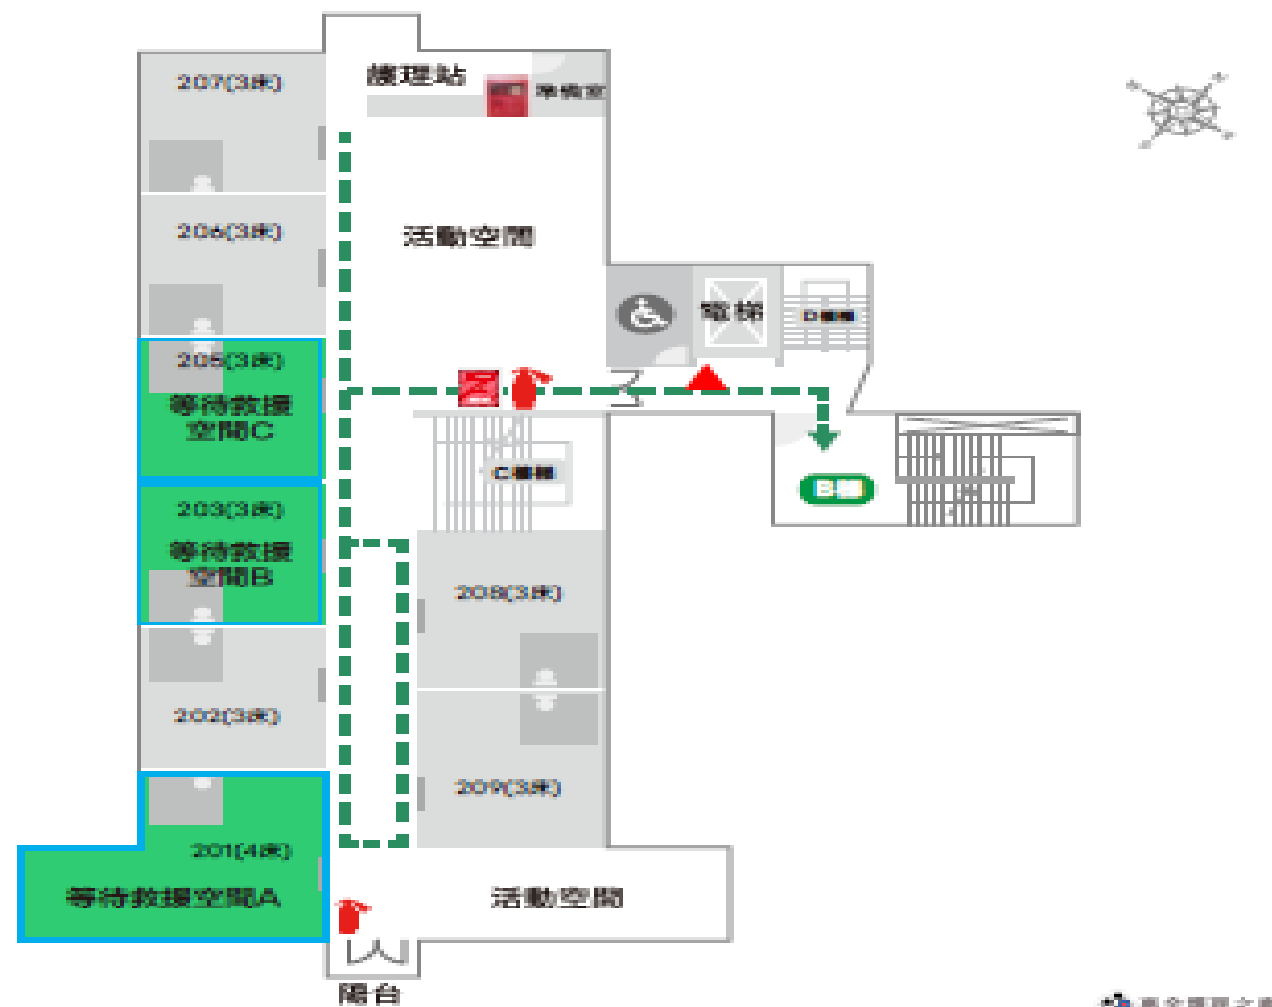 207(3床)
護理站
準備室
206(3床)
活動空間
電梯
D樓梯
205(3床)
等待救援
空間C
C樓梯
203(3床)
等待救援
空間B
208(3床)
202(3床)
209(3床)
201(4床)
等待救援空間A
活動空間
陽台